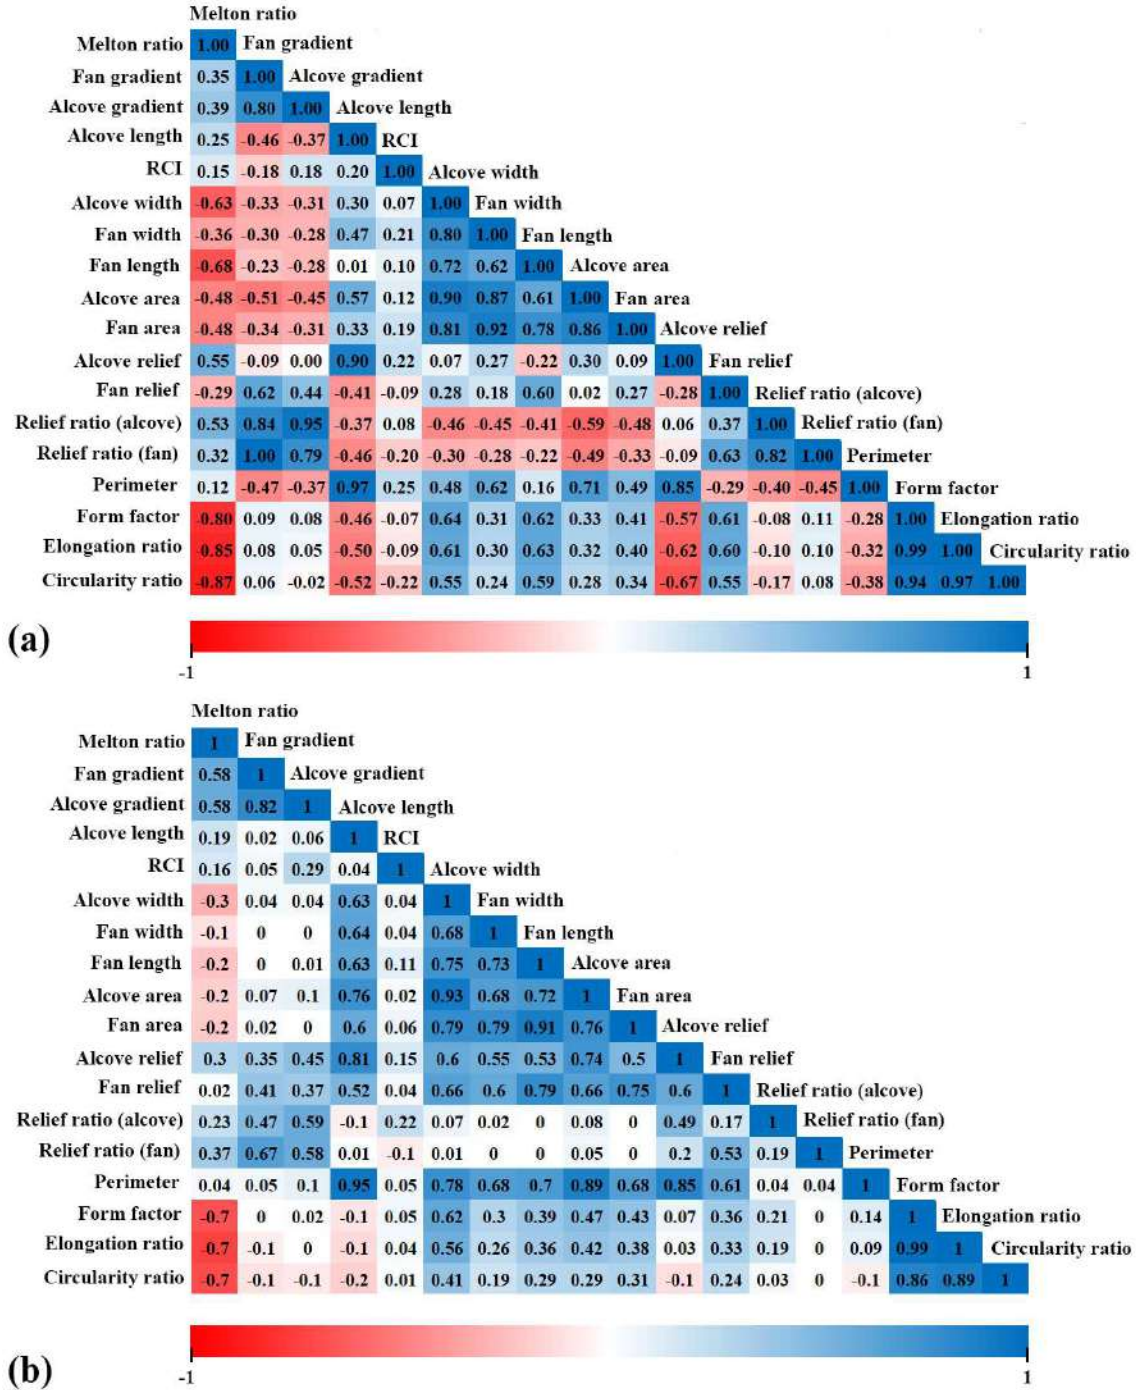 Melton ratio
Melton ratio 1.00 Fan gradient
Fan gradient 0.35 1.00 Alcove gradient
Alcove gradient 0.39 0.80 1.00 Alcove length
Alcove length 0.25 -0.46 -0.37 1.00 RCI
RCI 0.15 -0.18 0.18 0.20 1.00 Alcove width
Alcove width -0.63 -0.33 -0.31 0.30 0.07 1.00 Fan width
Fan width -0.36 -0.30 -0.28 0.47 0.21 0.80 1.00 Fan length
Fan length -0.68 -0.23 -0.28 0.01 0.10 0.72 0.62 1.00 Alcove area
Alcove area -0.48 -0.51 -0.45 0.57 0.12 0.90 0.87 0.61 1.00 Fan area
Fan area -0.48 -0.34 -0.31 0.33 0.19 0.81 0.92 0.78 0.86 1.00 Alcove relief
Alcove relief 0.55 -0.09 0.00 0.90 0.22 0.07 0.27 -0.22 0.30 0.09 1.00 Fan relief
Fan relief -0.29 0.62 0.44 -0.41 -0.09 0.28 0.18 0.60 0.02 0.27 -0.28 1.00 Relief ratio (alcove)
Relief ratio (alcove) 0.53 0.84 0.95 -0.37 0.08 -0.46 -0.45 -0.41 -0.59 -0.48 0.06 0.37 1.00 Relief ratio (fan)
Relief ratio (fan) 0.32 1.00 0.79 -0.46 -0.20 -0.30 -0.28 -0.22 -0.49 -0.33 -0.09 0.63 0.82 1.00 Perimeter
Perimeter 0.12 -0.47 -0.37 0.97 0.25 0.48 0.62 0.16 0.71 0.49 0.85 -0.29 -0.40 -0.45 1.00 Form factor
Form factor -0.80 0.09 0.08 -0.46 -0.07 0.64 0.31 0.62 0.33 0.41 -0.57 0.61 -0.08 0.11 -0.28 1.00 Elongation ratio
Elongation ratio -0.85 0.08 0.05 -0.50 -0.09 0.61 0.30 0.63 0.32 0.40 -0.62 0.60 -0.10 0.10 -0.32 0.99 1.00 Circularity ratio
Circularity ratio -0.87 0.06 -0.02 -0.52 -0.22 0.55 0.24 0.59 0.28 0.34 -0.67 0.55 -0.17 0.08 -0.38 0.94 0.97 1.00
(a)
-1 1
Melton ratio
Melton ratio 1 Fan gradient
Fan gradient 0.58 1 Alcove gradient
Alcove gradient 0.58 0.82 1 Alcove length
Alcove length 0.19 0.02 0.06 1 RCI
RCI 0.16 0.05 0.29 0.04 1 Alcove width
Alcove width -0.3 0.04 0.04 0.63 0.04 1 Fan width
Fan width -0.1 0 0 0.64 0.04 0.68 1 Fan length
Fan length -0.2 0 0.01 0.63 0.11 0.75 0.73 1 Alcove area
Alcove area -0.2 0.07 0.1 0.76 0.02 0.93 0.68 0.72 1 Fan area
Fan area -0.2 0.02 0 0.6 0.06 0.79 0.79 0.91 0.76 1 Alcove relief
Alcove relief 0.3 0.35 0.45 0.81 0.15 0.6 0.55 0.53 0.74 0.5 1 Fan relief
Fan relief 0.02 0.41 0.37 0.52 0.04 0.66 0.6 0.79 0.66 0.75 0.6 1 Relief ratio (alcove)
Relief ratio (alcove) 0.23 0.47 0.59 -0.1 0.22 0.07 0.02 0 0.08 0 0.49 0.17 1 Relief ratio (fan)
Relief ratio (fan) 0.37 0.67 0.58 0.01 -0.1 0.01 0 0 0.05 0 0.2 0.53 0.19 1 Perimeter
Perimeter 0.04 0.05 0.1 0.95 0.05 0.78 0.68 0.7 0.89 0.68 0.85 0.61 0.04 0.04 1 Form factor
Form factor -0.7 0 0.02 -0.1 0.05 0.62 0.3 0.39 0.47 0.43 0.07 0.36 0.21 0 0.14 1 Elongation ratio
Elongation ratio -0.7 -0.1 0 -0.1 0.04 0.56 0.26 0.36 0.42 0.38 0.03 0.33 0.19 0 0.09 0.99 1 Circularity ratio
Circularity ratio -0.7 -0.1 -0.1 -0.2 0.01 0.41 0.19 0.29 0.29 0.31 -0.1 0.24 0.03 0 -0.1 0.86 0.89 1
(b)
-1 1